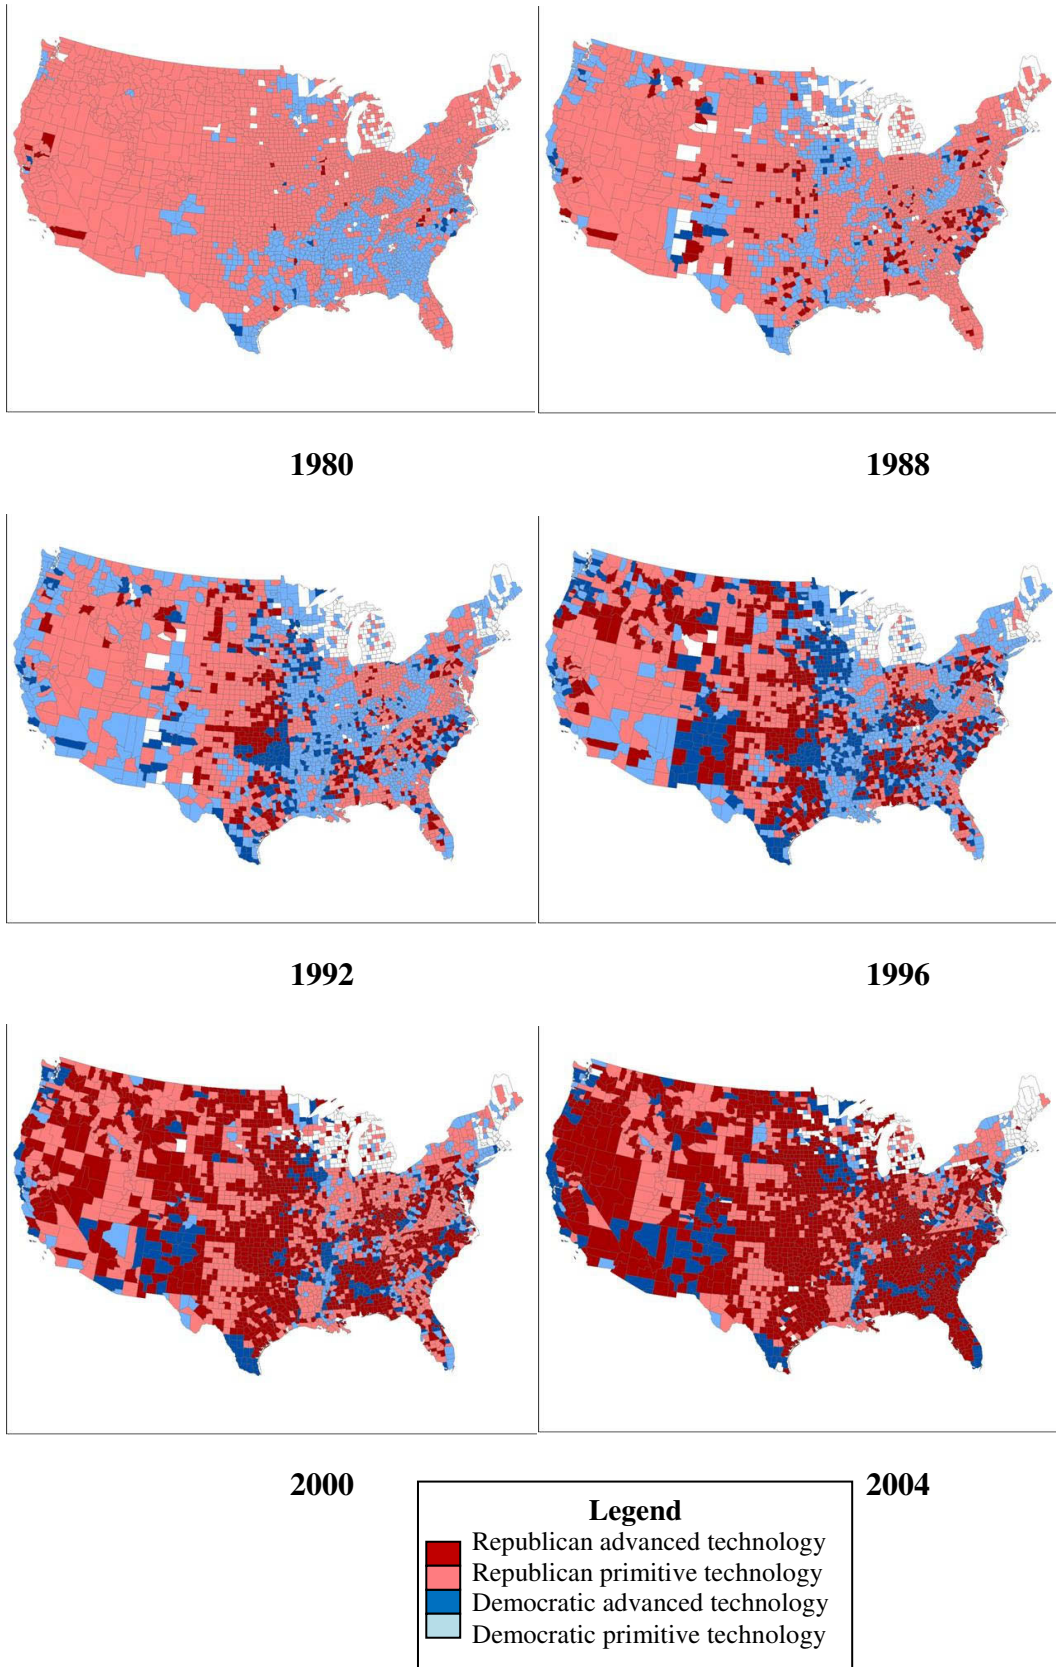 1980
1988
1992
1996
2000
2004
Legend
Republican advanced technology
Republican primitive technology
Democratic advanced technology
Democratic primitive technology